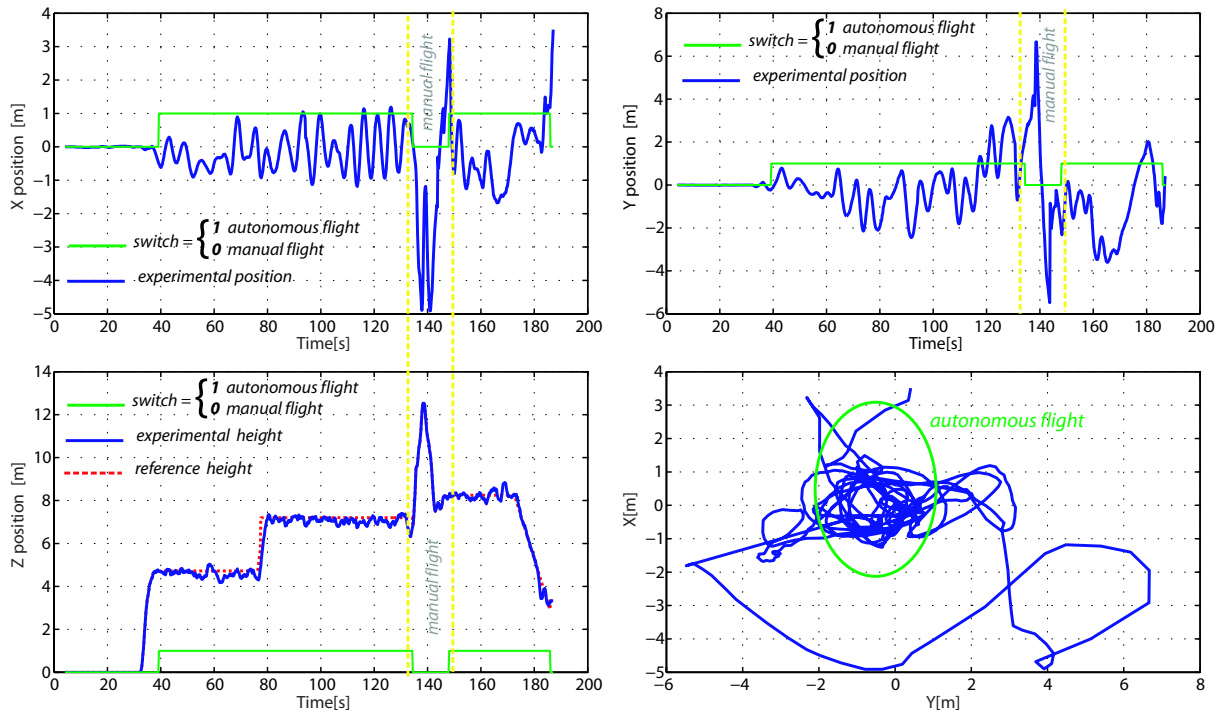 4
3
2
1
0
−1
−2
−3
−4
−5
X position [m]
manual flight
switch = { 1 autonomous flight
0 manual flight
experimental position
0 20 40 60 80 100 120 140 160 180 200
Time[s]
8
6
4
2
0
−2
−4
−6
Y position [m]
switch = { 1 autonomous flight
0 manual flight
experimental position
manual flight
0 20 40 60 80 100 120 140 160 180 200
Time[s]
14
12
10
8
6
4
2
0
Z position [m]
switch = { 1 autonomous flight
0 manual flight
experimental height
reference height
manual flight
0 20 40 60 80 100 120 140 160 180 200
Time[s]
4
3
2
1
0
−1
−2
−3
−4
−5
X[m]
autonomous flight
−6 −4 −2 0 2 4 6 8
Y[m]